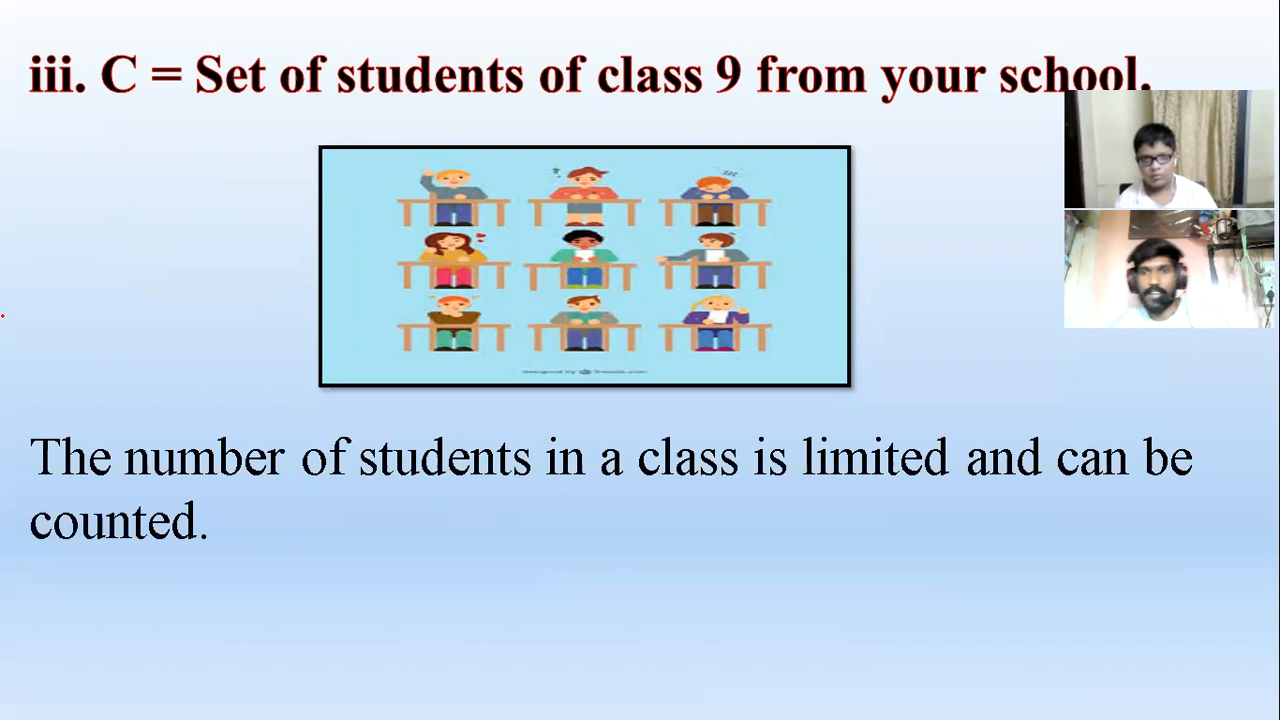 iii. C = Set of students of class 9 from your school.
The number of students in a class is limited and can be
counted.